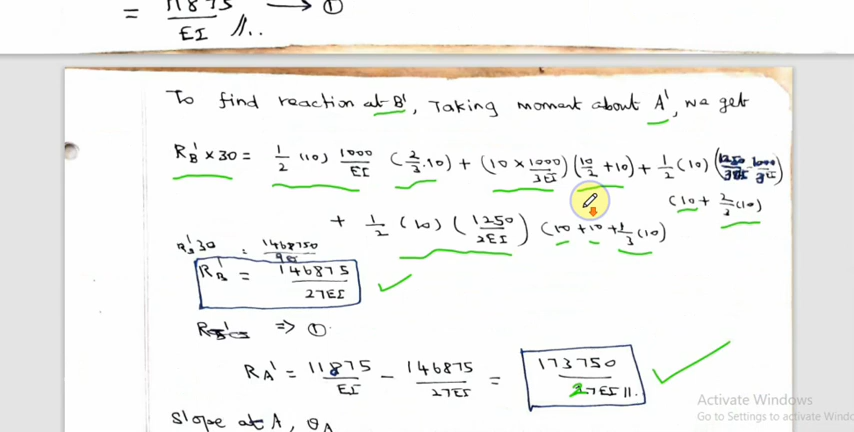 = 11875/EI //.. ⟶ ①
To find reaction at B', Taking moment about A', we get
R_B' × 30 = 1/2 (10) 1000/EI (2/3 . 10) + (10 × 1000/3EI) (10/2 + 10) + 1/2 (10) (1250/3EI - 1000/3EI)
(10 + 2/3 (10))
+ 1/2 (10) (1250/2EI) (10 + 10 + 1/3 (10))
30 = 1468750
R_B' = 146875/27EI
=> ①
R_A' = 11875/EI - 146875/27EI = 173750/27EI //.
Slope at A, θ_A
Activate Windows
Go to Settings to activate Windo